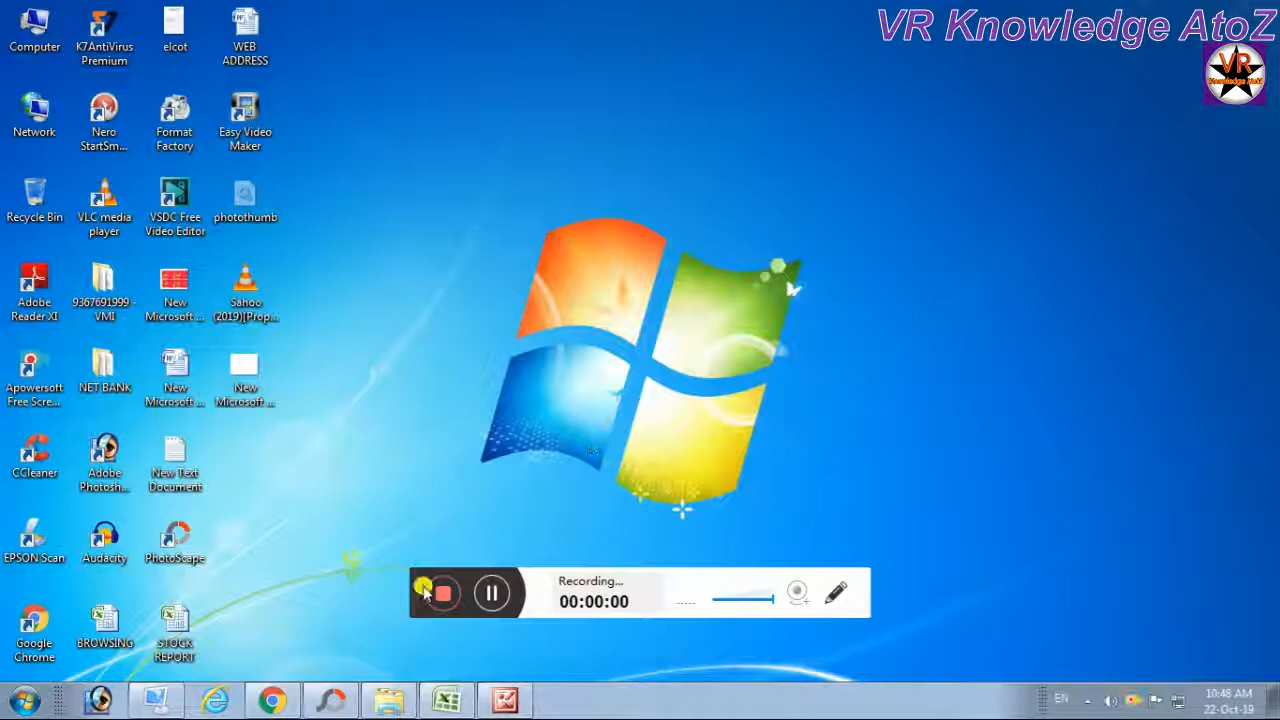 VR Knowledge AtoZ
VR
Knowledge AtoZ
Computer
K7AntiVirus
Premium
elcot
WEB
ADDRESS
Network
Nero
StartSm...
Format
Factory
Easy Video
Maker
Recycle Bin
VLC media
player
VSDC Free
Video Editor
photothumb
Adobe
Reader XI
9367691999 -
VMI
New
Microsoft ...
Sahoo
(2019)[Prop...
Apowersoft
Free Scre...
NET BANK
New
Microsoft ...
New
Microsoft ...
CCleaner
Adobe
Photosh...
New Text
Document
EPSON Scan
Audacity
PhotoScape
Google
Chrome
BROWSING
STOCK
REPORT
Recording...
00:00:00
EN
10:48 AM
22-Oct-19